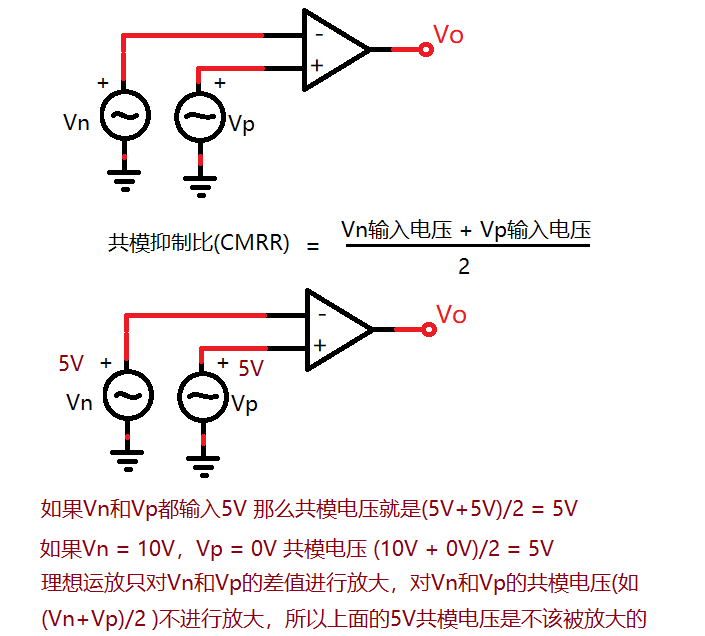 - Vo
+
+ +
Vn Vp
共模抑制比(CMRR) = Vn输入电压 + Vp输入电压
2
- Vo
+
5V + + 5V
Vn Vp
如果Vn和Vp都输入5V 那么共模电压就是(5V+5V)/2 = 5V
如果Vn = 10V，Vp = 0V 共模电压 (10V + 0V)/2 = 5V
理想运放只对Vn和Vp的差值进行放大，对Vn和Vp的共模电压(如
(Vn+Vp)/2 )不进行放大，所以上面的5V共模电压是不该被放大的